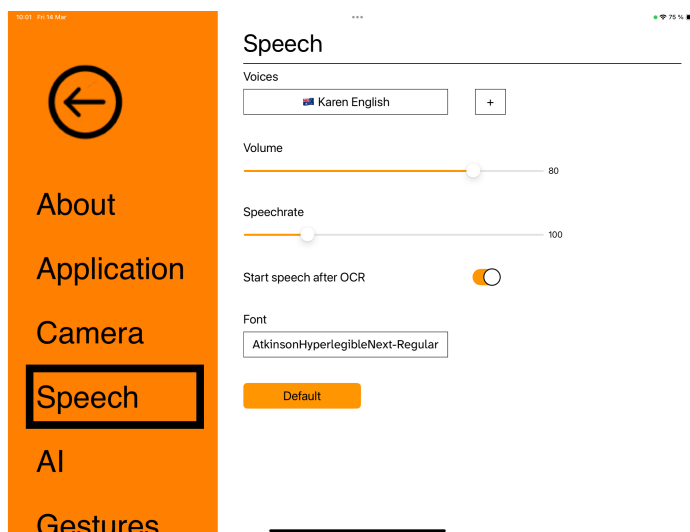 10:01 Fri 14 Mar
75 %
About
Application
Camera
Speech
AI
Gestures
Speech
Voices
🇦🇺 Karen English
+
Volume
80
Speechrate
100
Start speech after OCR
Font
AtkinsonHyperlegibleNext-Regular
Default